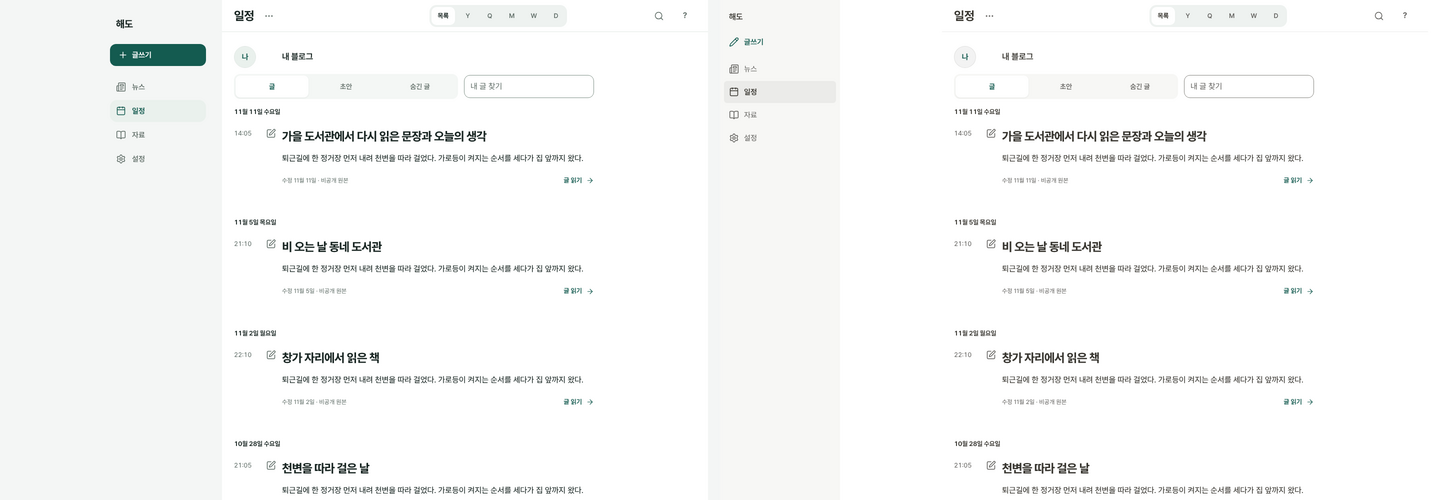 해도
글쓰기
뉴스
일정
자료
설정
일정 ...
목록 Y Q M W D
?
나 내 블로그
글 초안 숨긴 글 내 글 찾기
11월 11일 수요일
14:05 가을 도서관에서 다시 읽은 문장과 오늘의 생각
퇴근길에 한 정거장 먼저 내려 천변을 따라 걸었다. 가로등이 켜지는 순서를 세다가 집 앞까지 왔다.
수정 11월 11일 · 비공개 원본 글 읽기 →
11월 5일 목요일
21:10 비 오는 날 동네 도서관
퇴근길에 한 정거장 먼저 내려 천변을 따라 걸었다. 가로등이 켜지는 순서를 세다가 집 앞까지 왔다.
수정 11월 5일 · 비공개 원본 글 읽기 →
11월 2일 월요일
22:10 창가 자리에서 읽은 책
퇴근길에 한 정거장 먼저 내려 천변을 따라 걸었다. 가로등이 켜지는 순서를 세다가 집 앞까지 왔다.
수정 11월 2일 · 비공개 원본 글 읽기 →
10월 28일 수요일
21:05 천변을 따라 걸은 날
퇴근길에 한 정거장 먼저 내려 천변을 따라 걸었다. 가로등이 켜지는 순서를 세다가 집 앞까지 왔다.
해도
글쓰기
뉴스
일정
자료
설정
일정 ...
목록 Y Q M W D
?
나 내 블로그
글 초안 숨긴 글 내 글 찾기
11월 11일 수요일
14:05 가을 도서관에서 다시 읽은 문장과 오늘의 생각
퇴근길에 한 정거장 먼저 내려 천변을 따라 걸었다. 가로등이 켜지는 순서를 세다가 집 앞까지 왔다.
수정 11월 11일 · 비공개 원본 글 읽기 →
11월 5일 목요일
21:10 비 오는 날 동네 도서관
퇴근길에 한 정거장 먼저 내려 천변을 따라 걸었다. 가로등이 켜지는 순서를 세다가 집 앞까지 왔다.
수정 11월 5일 · 비공개 원본 글 읽기 →
11월 2일 월요일
22:10 창가 자리에서 읽은 책
퇴근길에 한 정거장 먼저 내려 천변을 따라 걸었다. 가로등이 켜지는 순서를 세다가 집 앞까지 왔다.
수정 11월 2일 · 비공개 원본 글 읽기 →
10월 28일 수요일
21:05 천변을 따라 걸은 날
퇴근길에 한 정거장 먼저 내려 천변을 따라 걸었다. 가로등이 켜지는 순서를 세다가 집 앞까지 왔다.